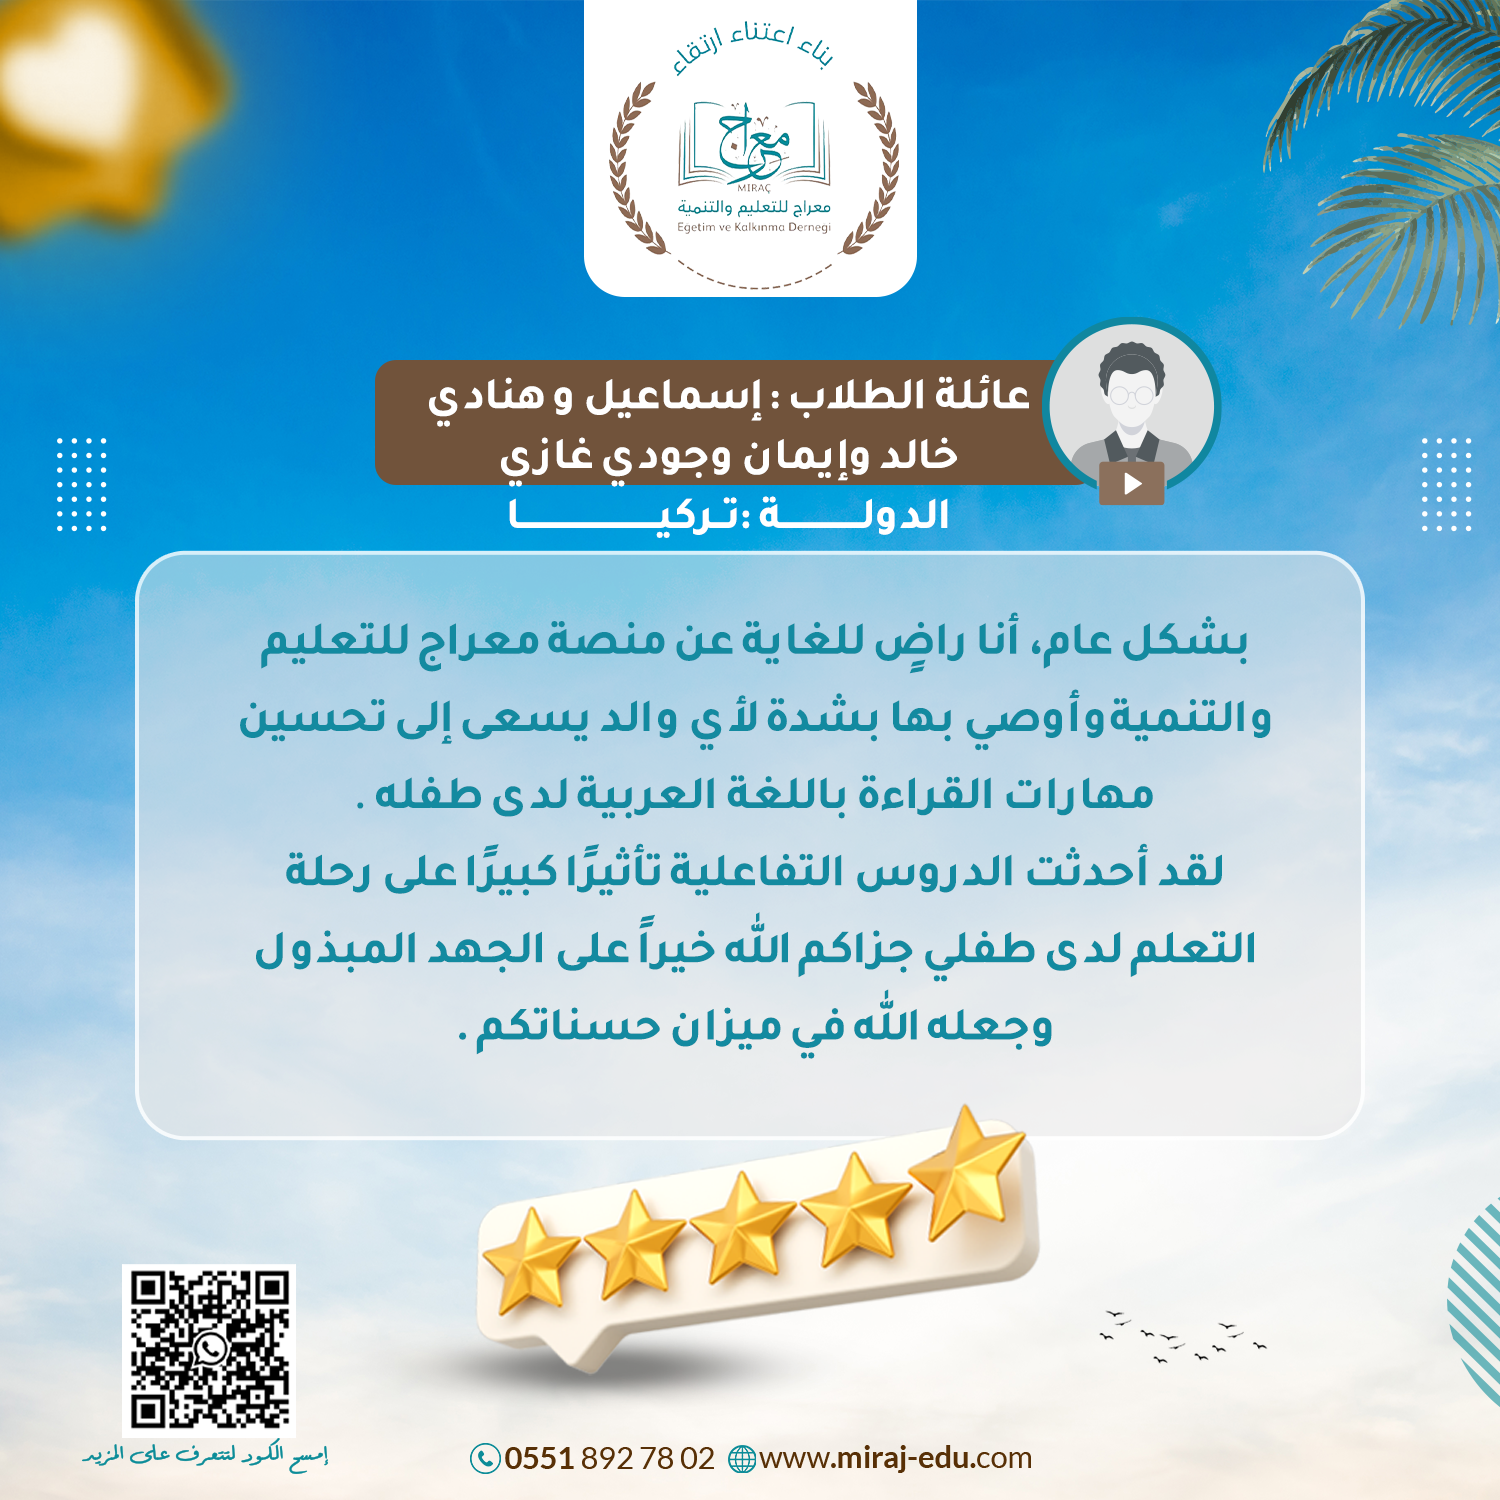 بناء اعتناء ارتقاء
معراج
MIRAÇ
معراج للتعليم والتنمية
Egetim ve Kalkınma Dernegi
عائلة الطلاب : إسماعيل و هنادي
خالد وإيمان وجودي غازي
الدولـــــــة :تـركيـــــــــــــا
بشكل عام، أنا راضٍ للغاية عن منصة معراج للتعليم
والتنميةوأوصي بها بشدة لأي والد يسعى إلى تحسين
مهارات القراءة باللغة العربية لدى طفله .
لقد أحدثت الدروس التفاعلية تأثيرًا كبيرًا على رحلة
التعلم لدى طفلي جزاكم الله خيراً على الجهد المبذول
وجعله الله في ميزان حسناتكم .
إمسح الكود لتتعرف على المزيد
0551 892 78 02 www.miraj-edu.com